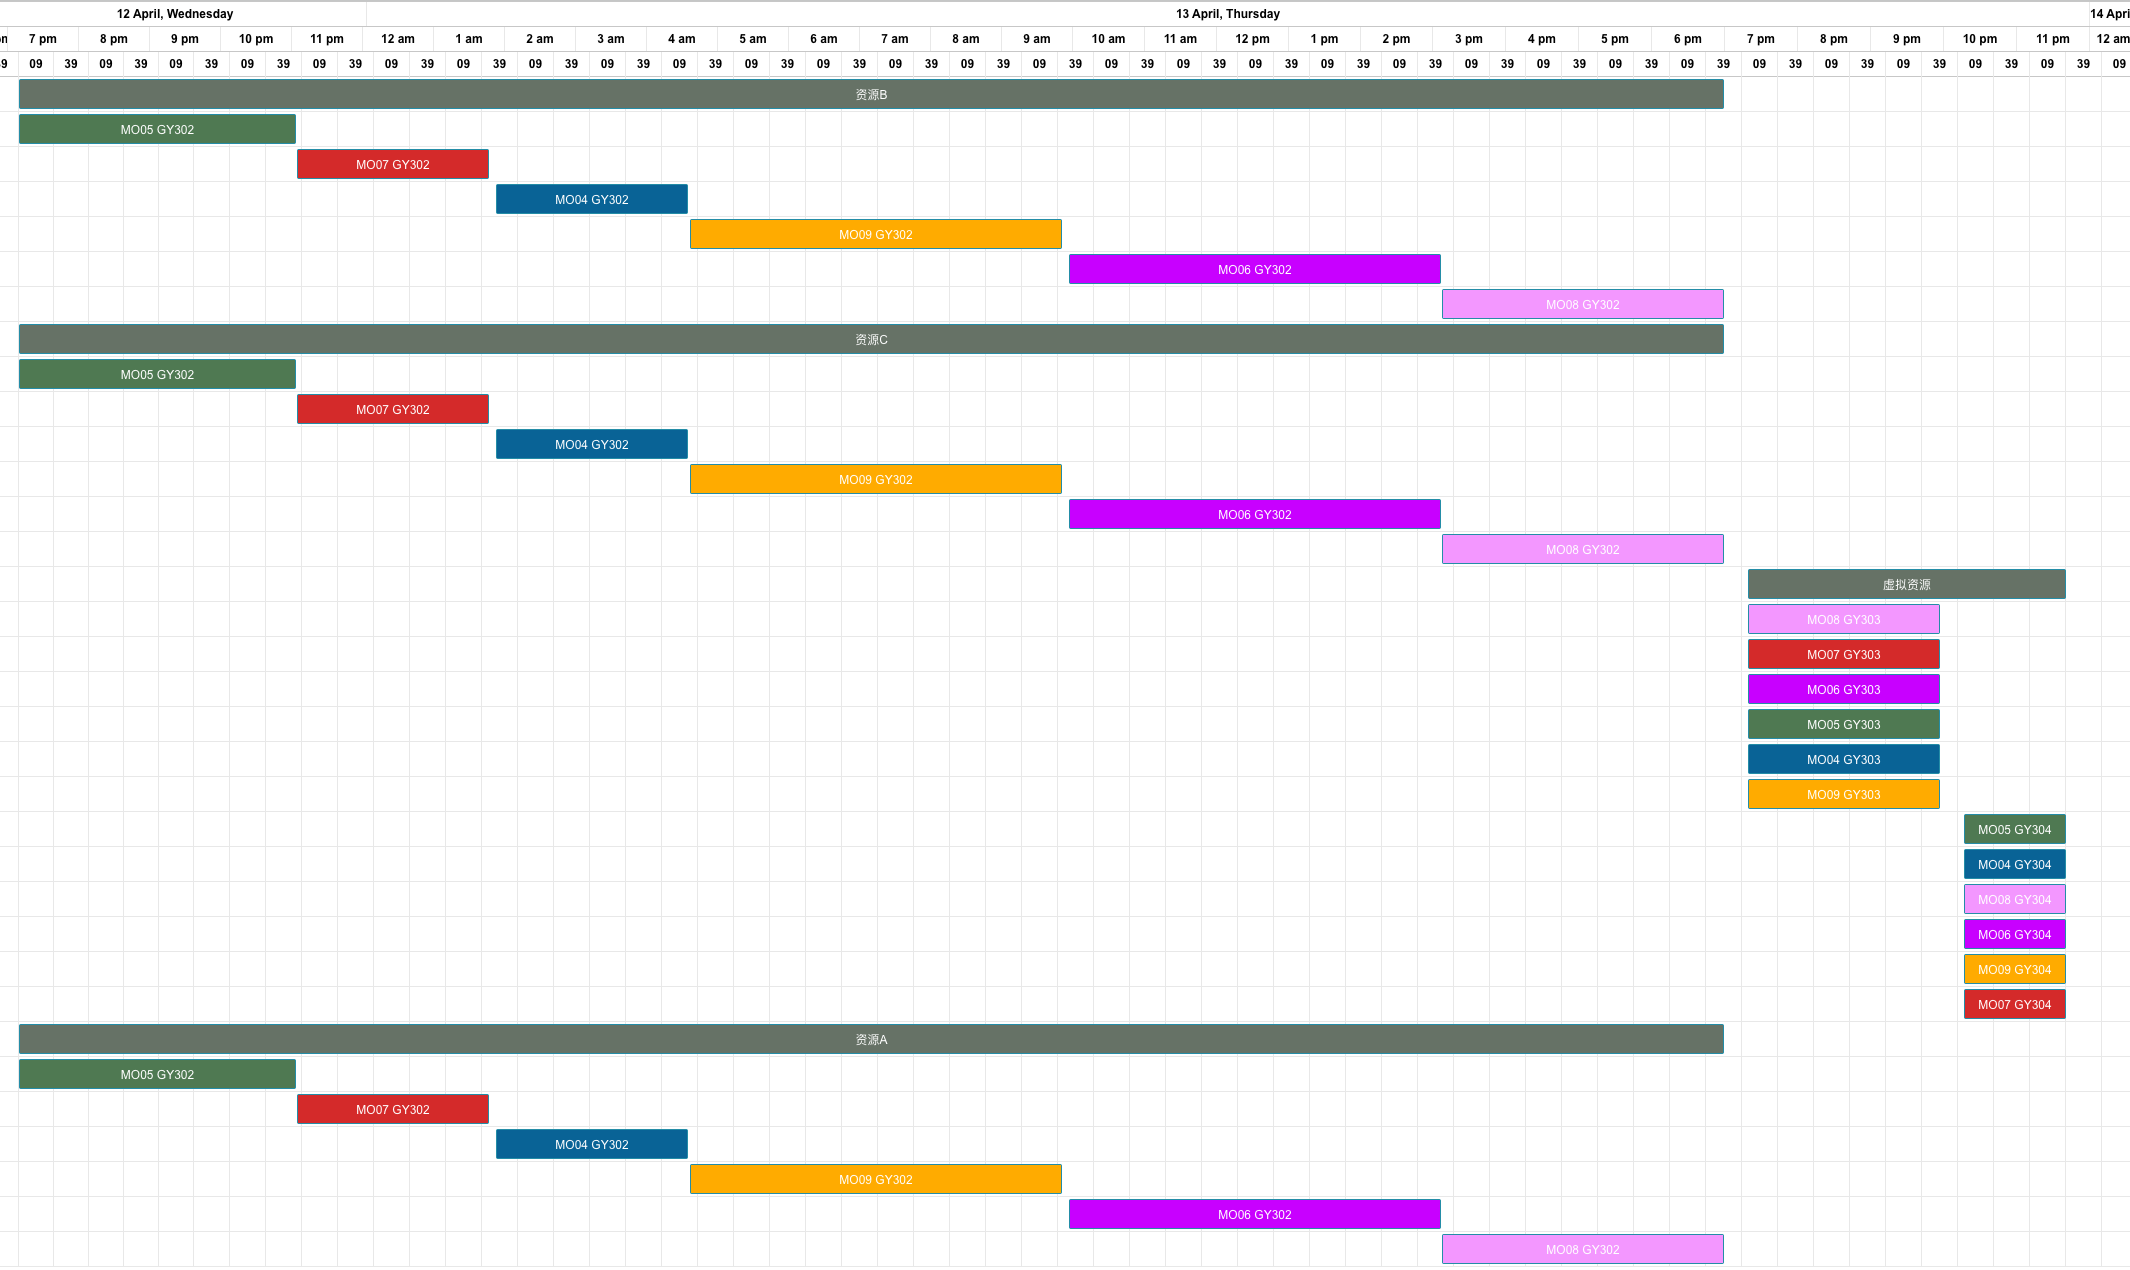 12 April, Wednesday 13 April, Thursday 14 Apri
7 pm 8 pm 9 pm 10 pm 11 pm 12 am 1 am 2 am 3 am 4 am 5 am 6 am 7 am 8 am 9 am 10 am 11 am 12 pm 1 pm 2 pm 3 pm 4 pm 5 pm 6 pm 7 pm 8 pm 9 pm 10 pm 11 pm 12 am
9 09 39 09 39 09 39 09 39 09 39 09 39 09 39 09 39 09 39 09 39 09 39 09 39 09 39 09 39 09 39 09 39 09 39 09 39 09 39 09 39 09 39 09 39 09 39 09 39 09 39 09 39 09 39 09 39 09 39 09
资源B
MO05 GY302
MO07 GY302
MO04 GY302
MO09 GY302
MO06 GY302
MO08 GY302
资源C
MO05 GY302
MO07 GY302
MO04 GY302
MO09 GY302
MO06 GY302
MO08 GY302
虚拟资源
MO08 GY303
MO07 GY303
MO06 GY303
MO05 GY303
MO04 GY303
MO09 GY303
MO05 GY304
MO04 GY304
MO08 GY304
MO06 GY304
MO09 GY304
MO07 GY304
资源A
MO05 GY302
MO07 GY302
MO04 GY302
MO09 GY302
MO06 GY302
MO08 GY302